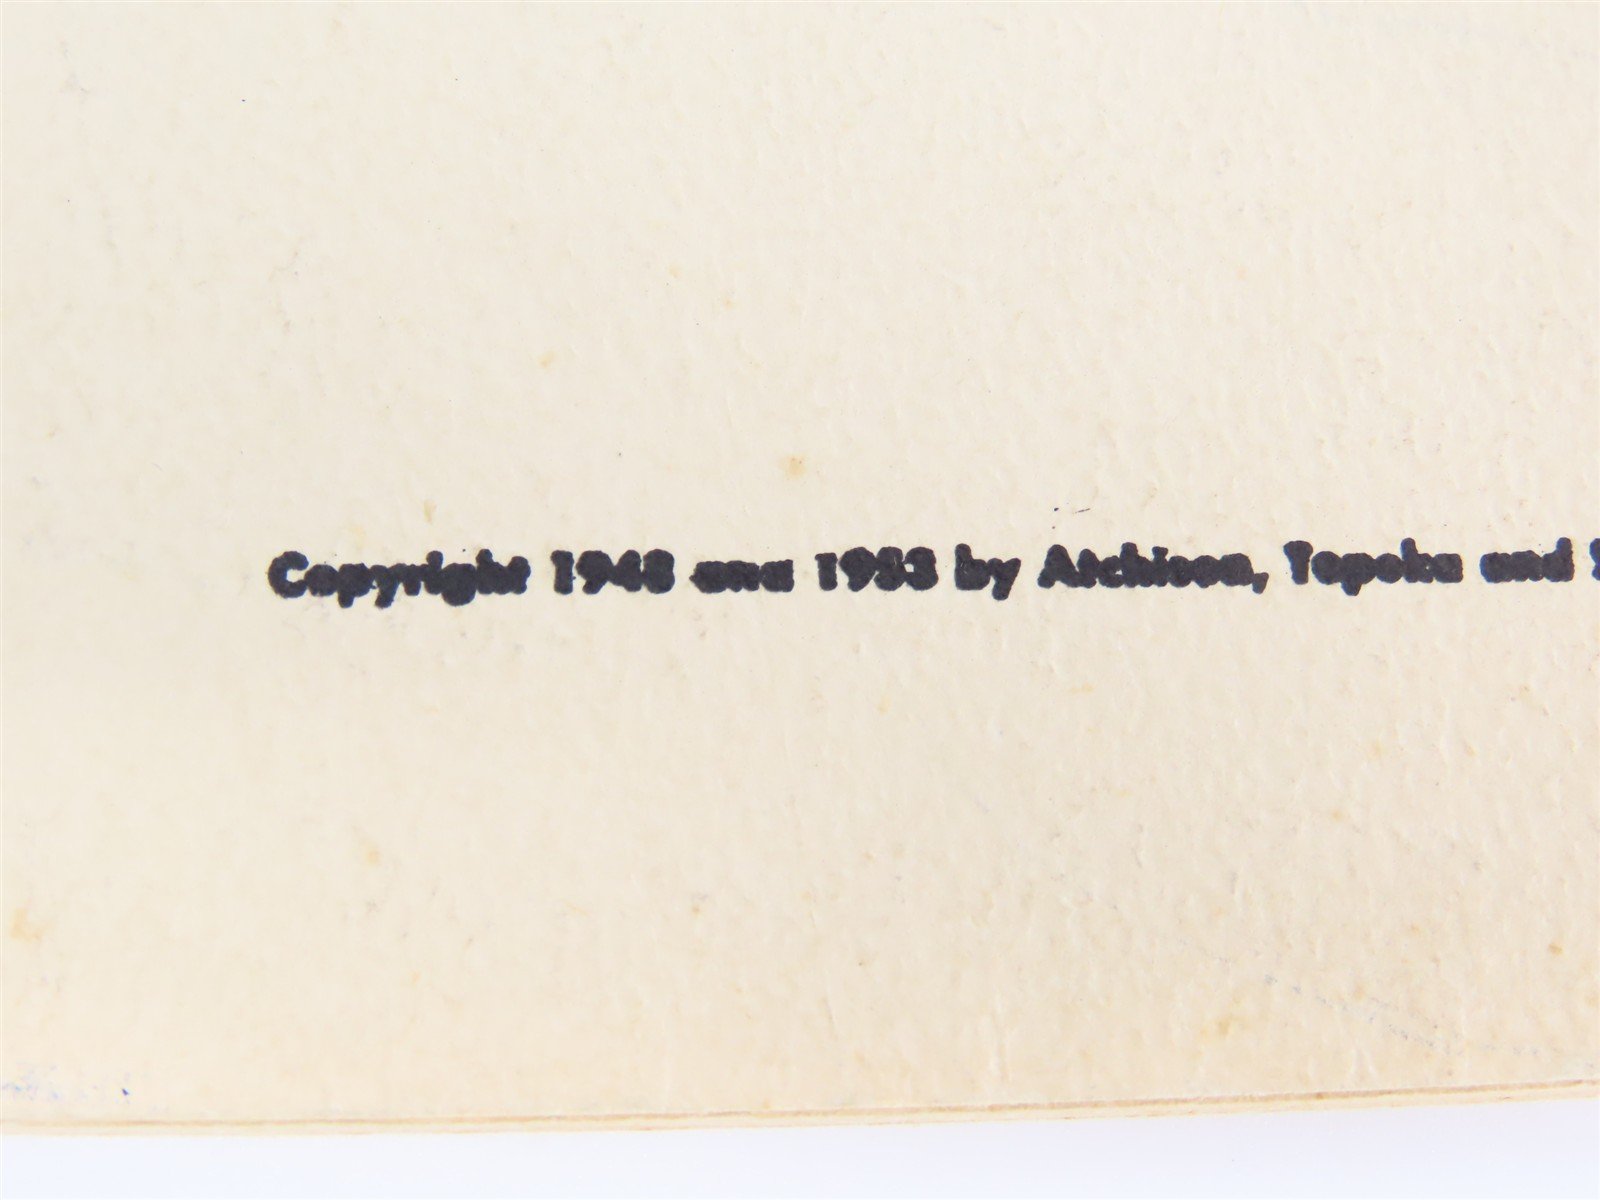 Copyright 1948 and 1953 by Atchison, Topeka and S